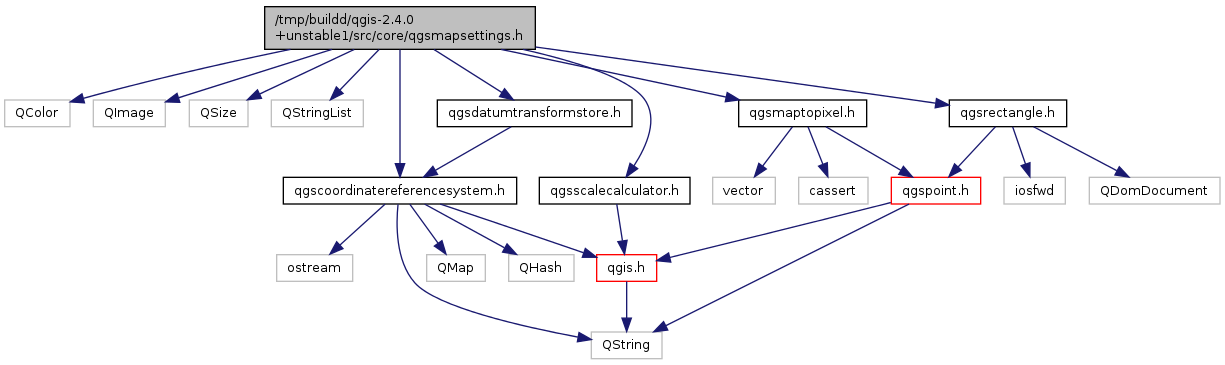 /tmp/buildd/qgis-2.4.0
+unstable1/src/core/qgsmapsettings.h
QColor
QImage
QSize
QStringList
qgsdatumtransformstore.h
qgsmaptopixel.h
qgsrectangle.h
qgscoordinatereferencesystem.h
qgsscalecalculator.h
vector
cassert
qgspoint.h
iosfwd
QDomDocument
ostream
QMap
QHash
qgis.h
QString